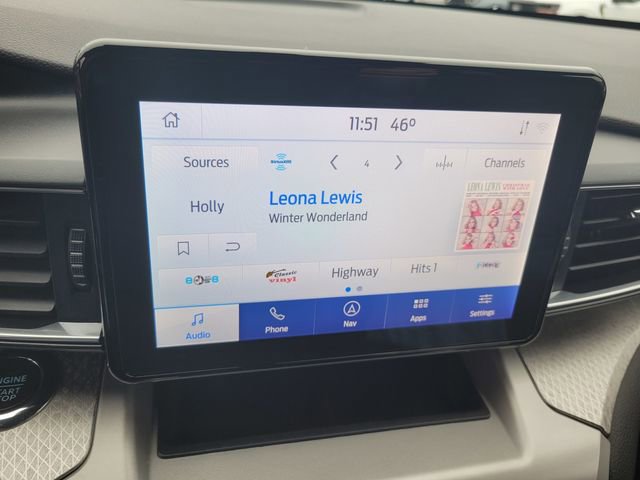 11:51 46°
Sources
SiriusXM
4
Channels
Holly
Leona Lewis
Winter Wonderland
LEONA LEWIS
Classic
vinyl
Highway
Hits 1
Audio
Phone
Nav
Apps
Settings
ENGINE
START
STOP